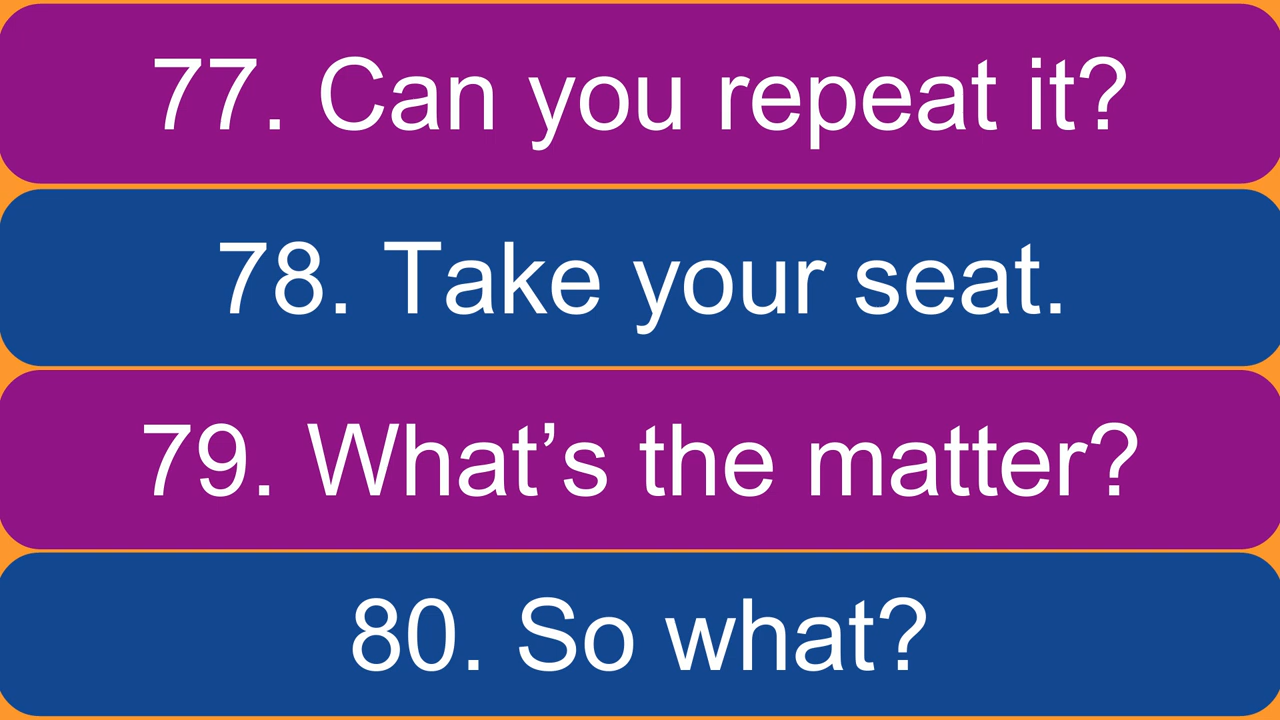 77. Can you repeat it?
78. Take your seat.
79. What’s the matter?
80. So what?